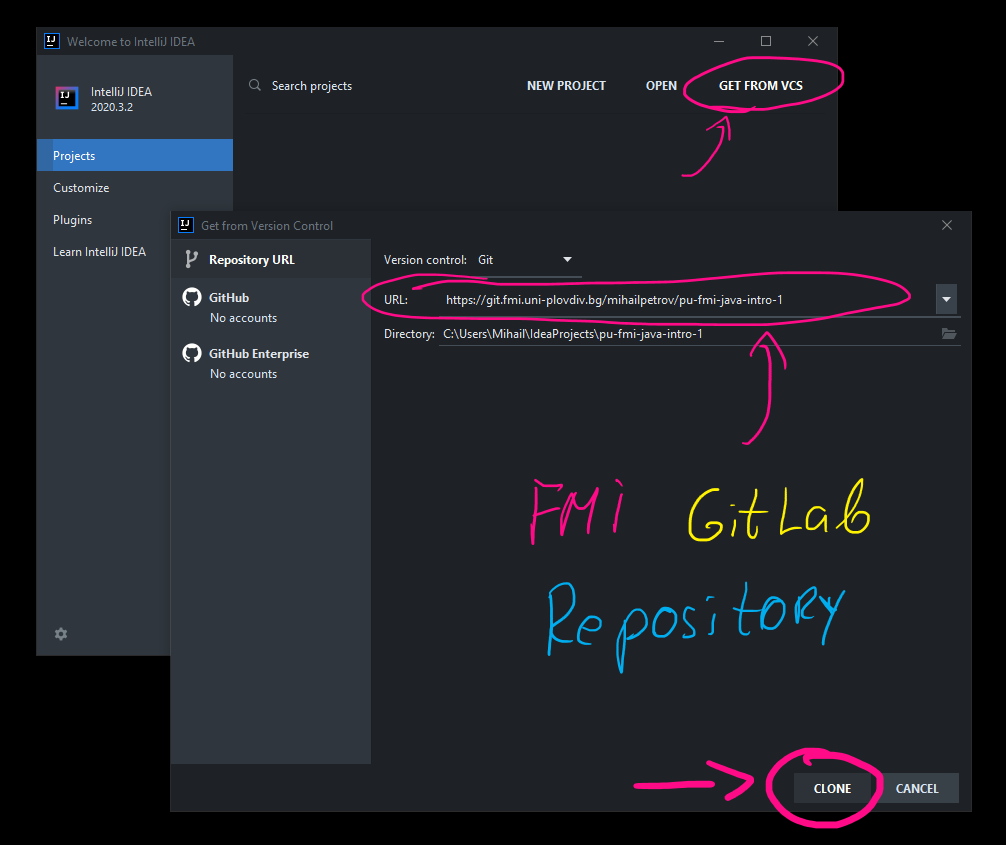 Welcome to IntelliJ IDEA
IntelliJ IDEA
2020.3.2
Search projects
NEW PROJECT OPEN GET FROM VCS
Projects
Customize
Plugins
Learn IntelliJ IDEA
Get from Version Control
Repository URL
GitHub
No accounts
GitHub Enterprise
No accounts
Version control: Git
URL: https://git.fmi.uni-plovdiv.bg/mihailpetrov/pu-fmi-java-intro-1
Directory: C:\Users\Mihail\IdeaProjects\pu-fmi-java-intro-1
FMi GitLab
Repository
CLONE CANCEL